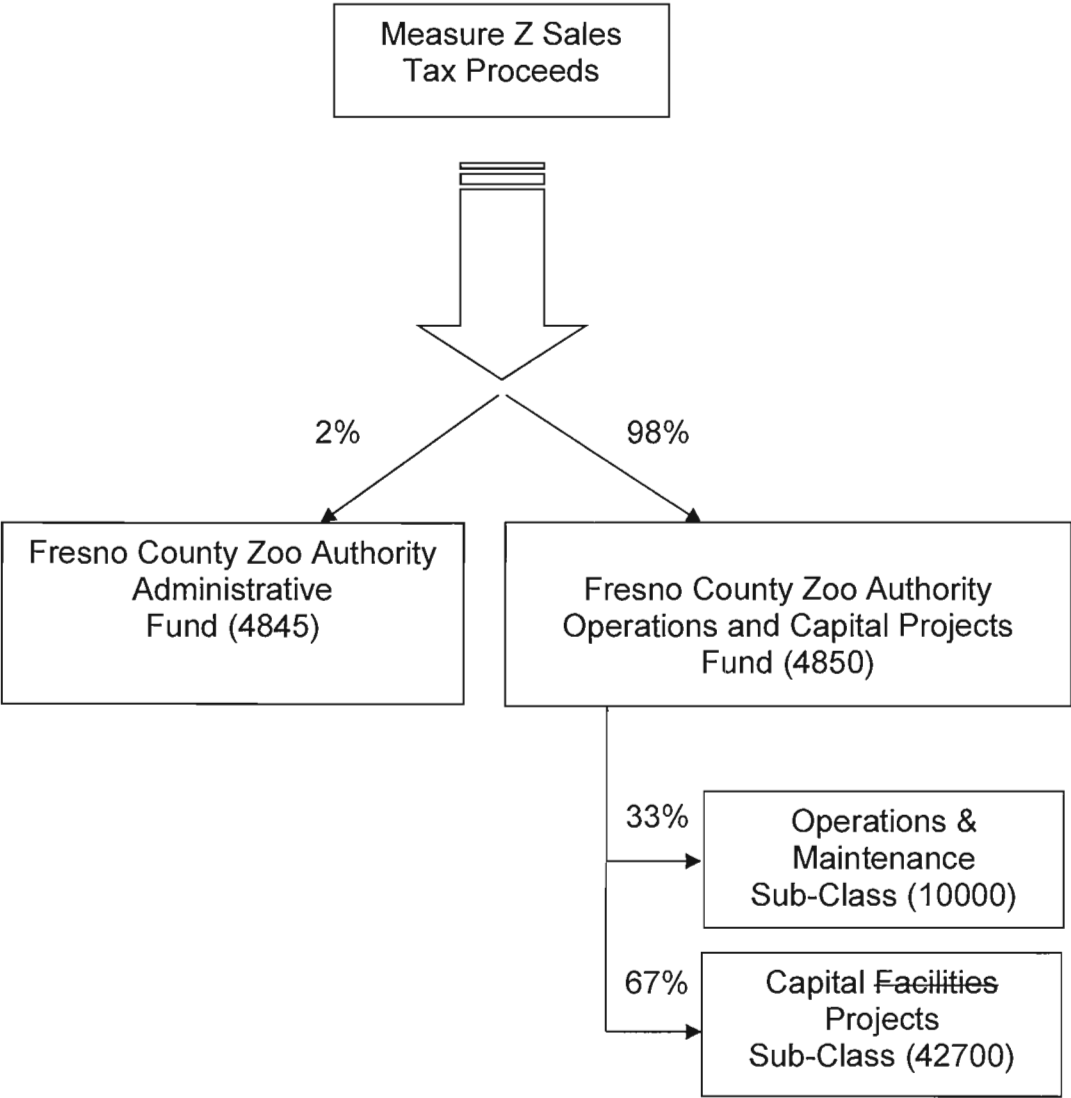 Measure Z Sales
Tax Proceeds
2%
98%
Fresno County Zoo Authority
Administrative
Fund (4845)
Fresno County Zoo Authority
Operations and Capital Projects
Fund (4850)
33%
Operations &
Maintenance
Sub-Class (10000)
67%
Capital Facilities
Projects
Sub-Class (42700)